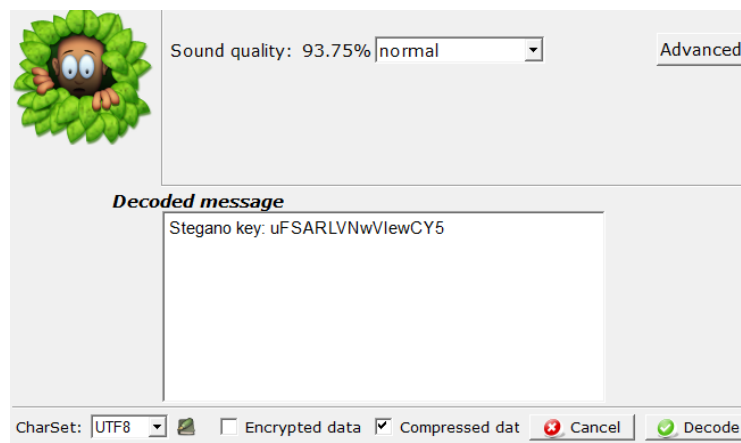 Sound quality: 93.75% normal Advanced
Decoded message
Stegano key: uFSARLVNwVIewCY5
CharSet: UTF8 Encrypted data Compressed dat Cancel Decode